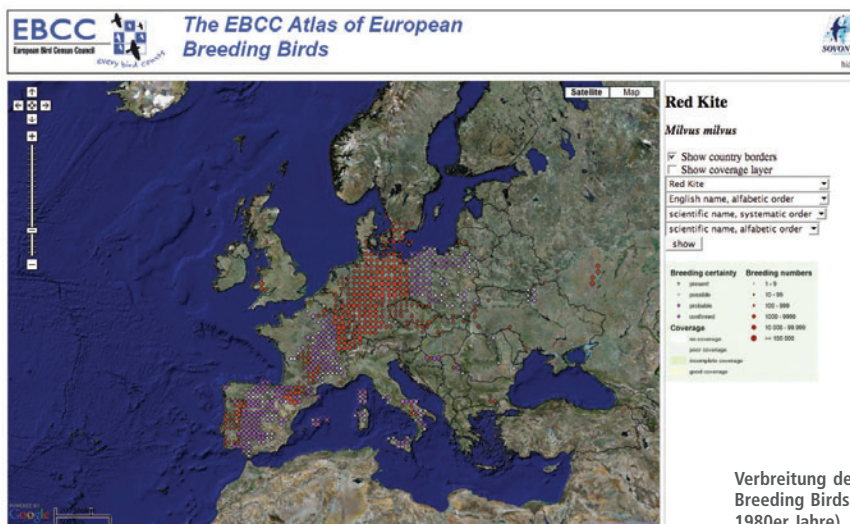 EBCC
European Bird Census Council
every bird counts
The EBCC Atlas of European
Breeding Birds
SOVON
Satellite
Map
Red Kite
Milvus milvus
Show country borders
Show coverage layer
Red Kite
English name, alfabetic order
scientific name, systematic order
scientific name, alfabetic order
show
Breeding certainty
present
possible
probable
confirmed
Coverage
no coverage
poor coverage
incomplete coverage
good coverage
Breeding numbers
1 - 9
10 - 99
100 - 999
1000 - 9999
10 000 - 99 999
>= 100 000
POWERED BY
Google
Verbreitung de
Breeding Birds
1980er Jahre)